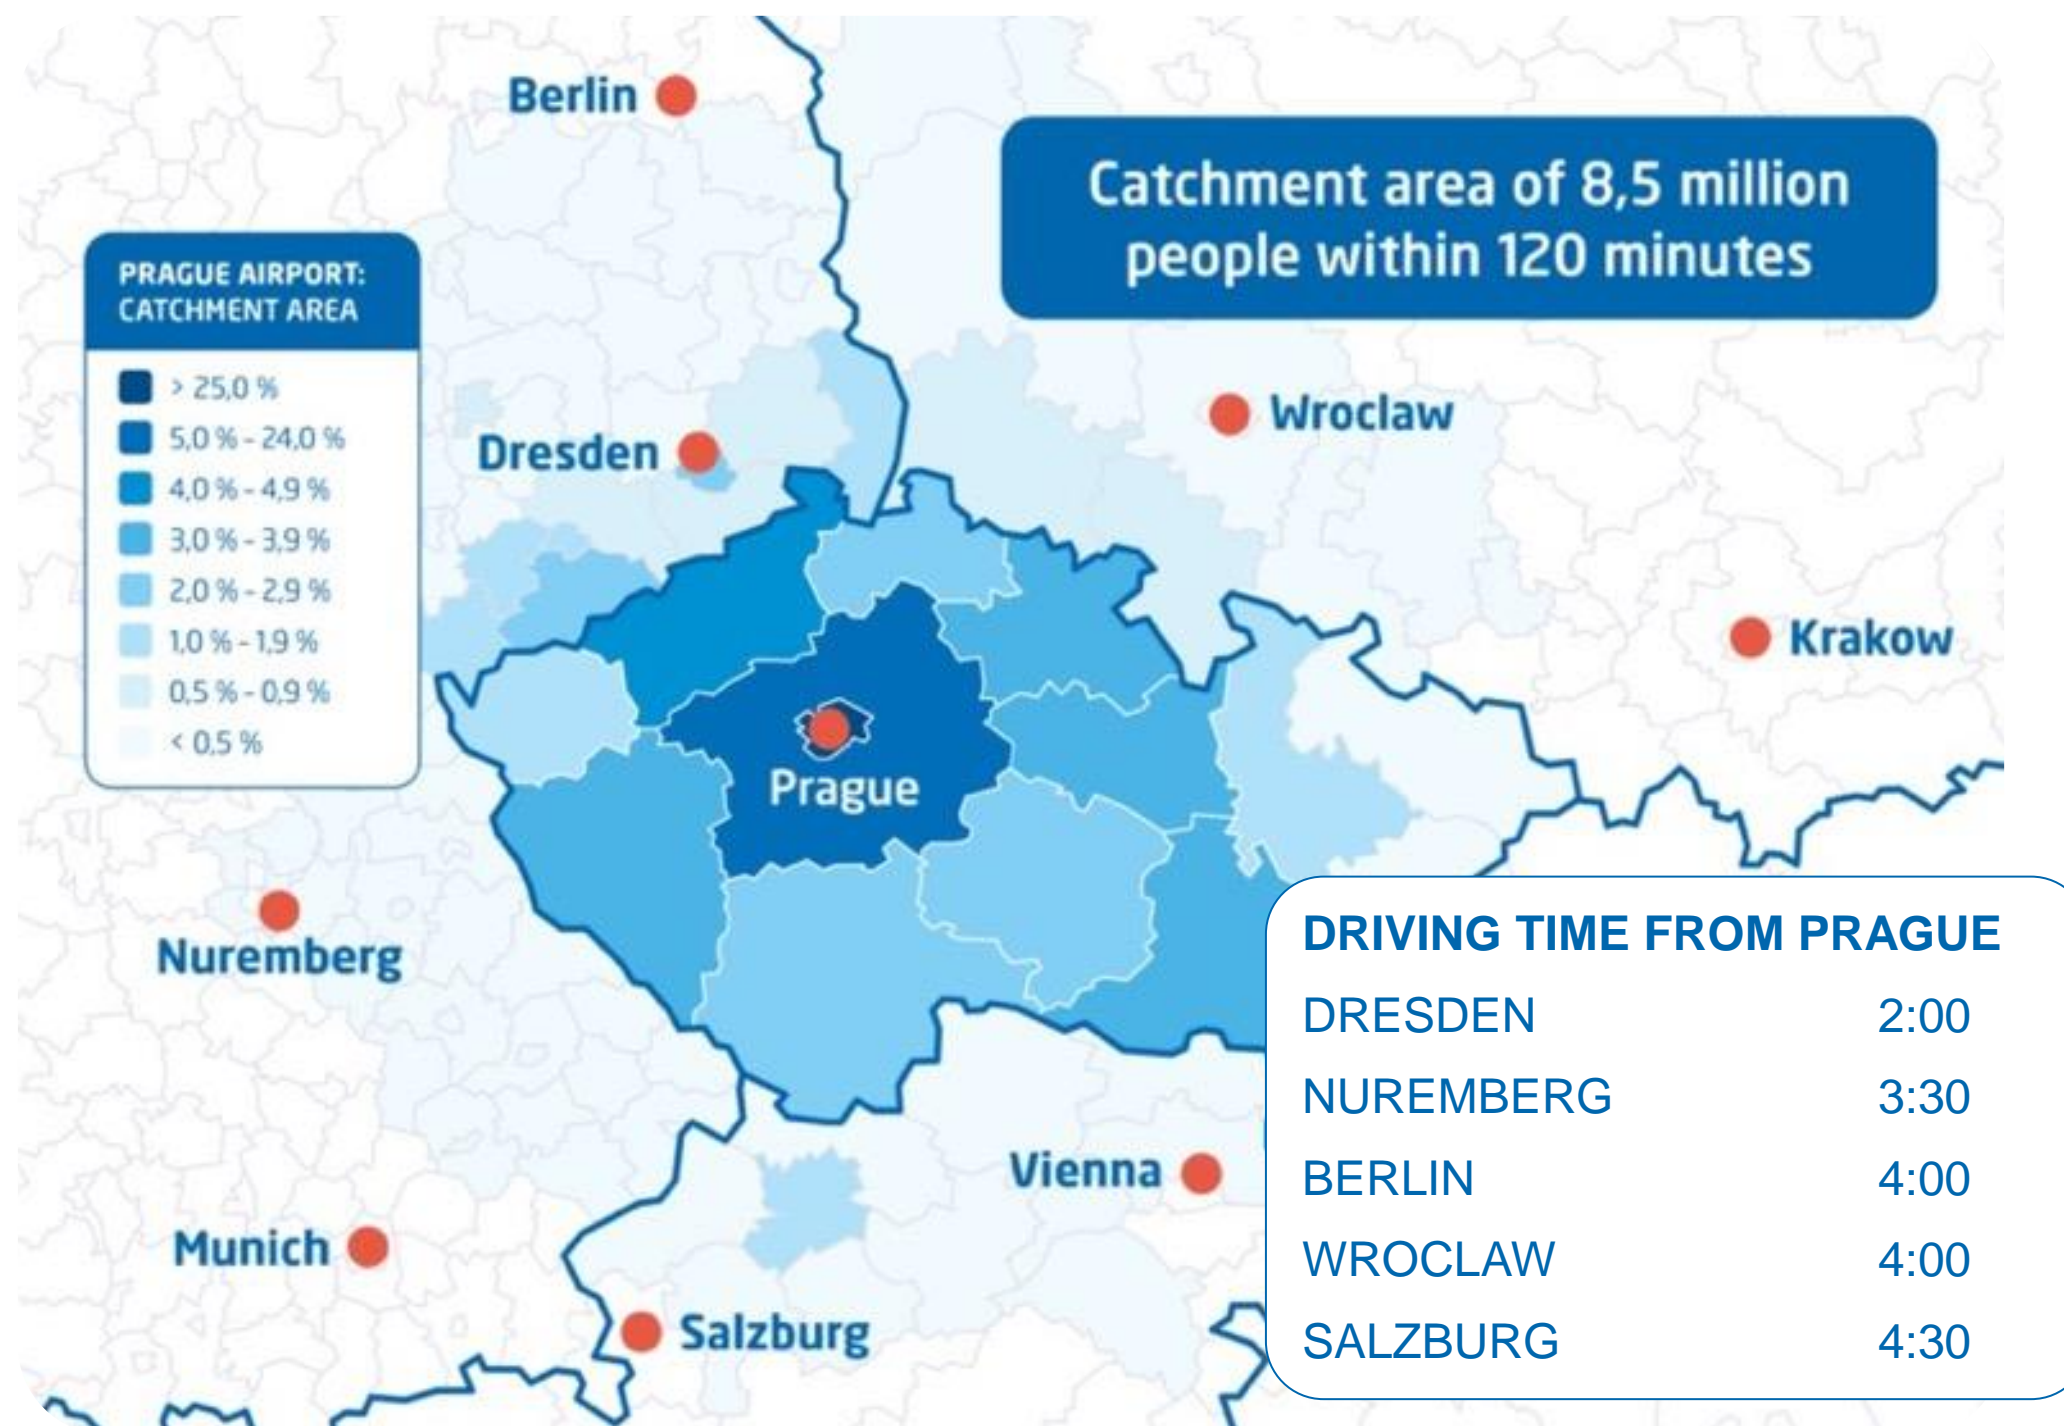 Berlin
Catchment area of 8,5 million
people within 120 minutes
PRAGUE AIRPORT:
CATCHMENT AREA
> 25,0 %
5,0 % - 24,0 %
4,0 % - 4,9 %
3,0 % - 3,9 %
2,0 % - 2,9 %
1,0 % - 1,9 %
0,5 % - 0,9 %
< 0,5 %
Wroclaw
Dresden
Krakow
Prague
Nuremberg
Vienna
Munich
Salzburg
DRIVING TIME FROM PRAGUE
DRESDEN 2:00
NUREMBERG 3:30
BERLIN 4:00
WROCLAW 4:00
SALZBURG 4:30